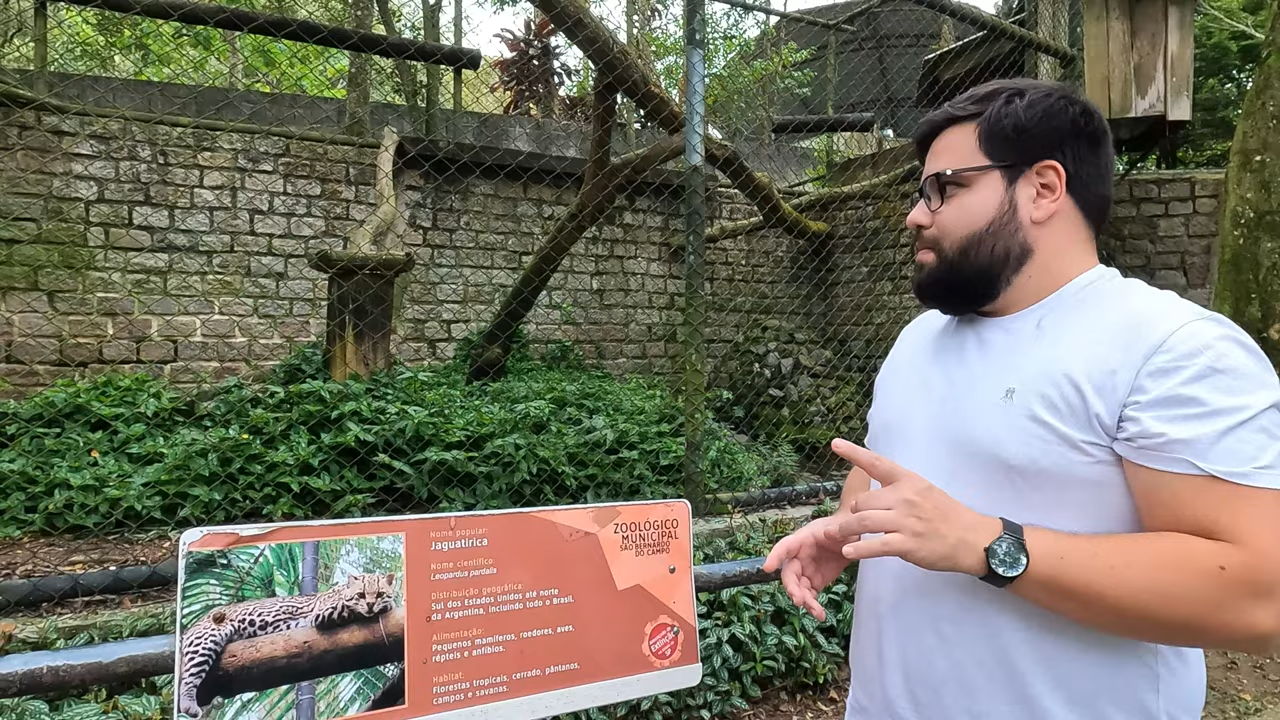 ZOOLÓGICO
MUNICIPAL
SÃO BERNARDO
DO CAMPO
Nome popular:
Jaguatirica
Nome científico:
Leopardus pardalis
Distribuição geográfica:
Sul dos Estados Unidos até norte
da Argentina, incluindo todo o Brasil.
Alimentação:
Pequenos mamíferos, roedores, aves,
répteis e anfíbios.
Habitat:
Florestas tropicais, cerrado, pântanos,
campos e savanas.
Extinção
SP